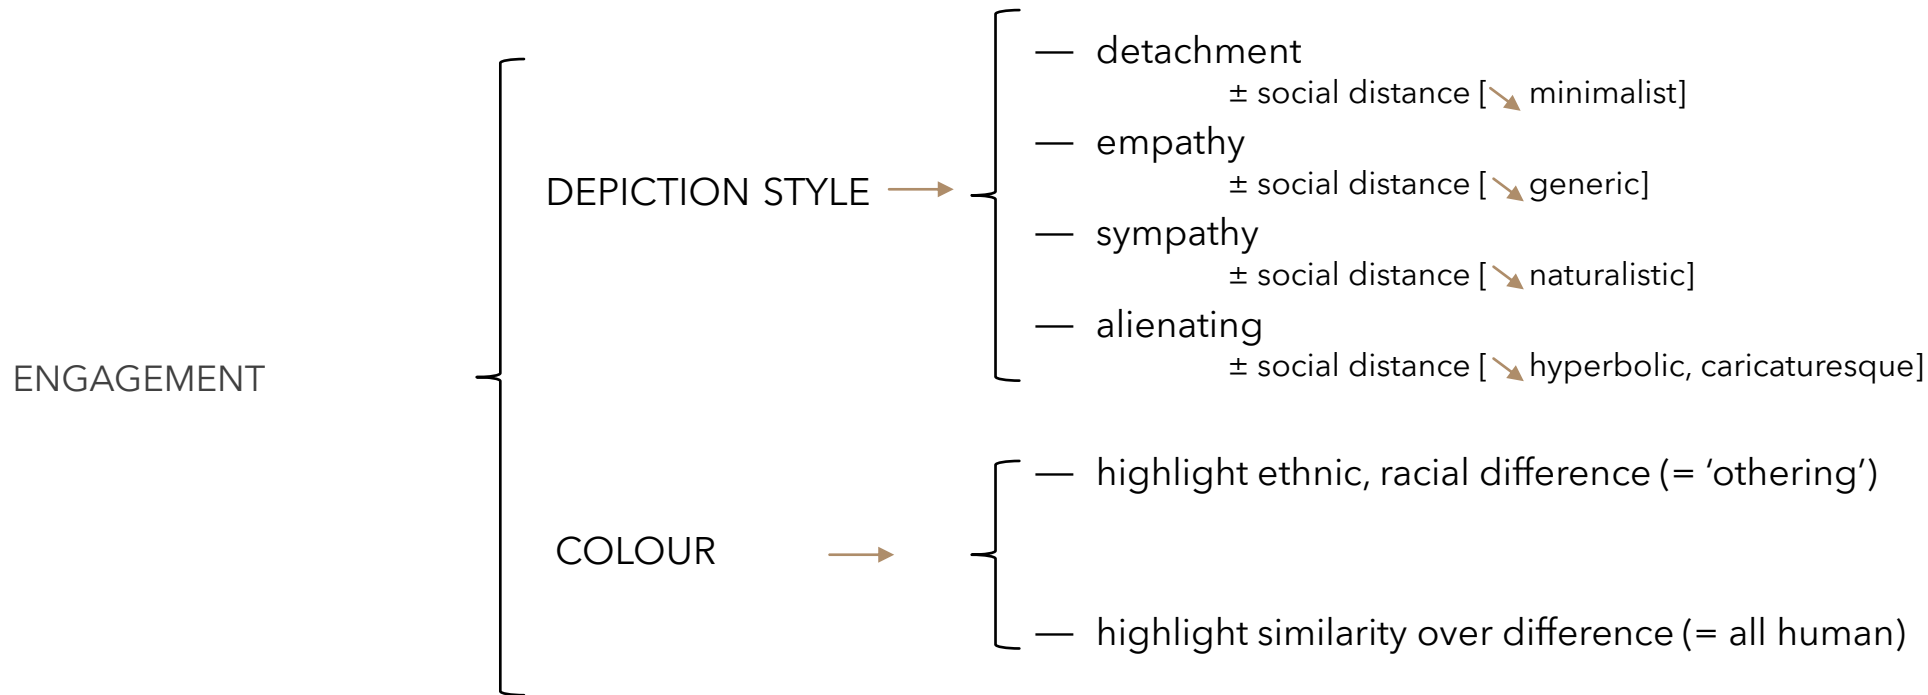 ENGAGEMENT
DEPICTION STYLE
— detachment
± social distance [↘ minimalist]
— empathy
± social distance [↘ generic]
— sympathy
± social distance [↘ naturalistic]
— alienating
± social distance [↘ hyperbolic, caricaturesque]
COLOUR
— highlight ethnic, racial difference (= ‘othering’)
— highlight similarity over difference (= all human)